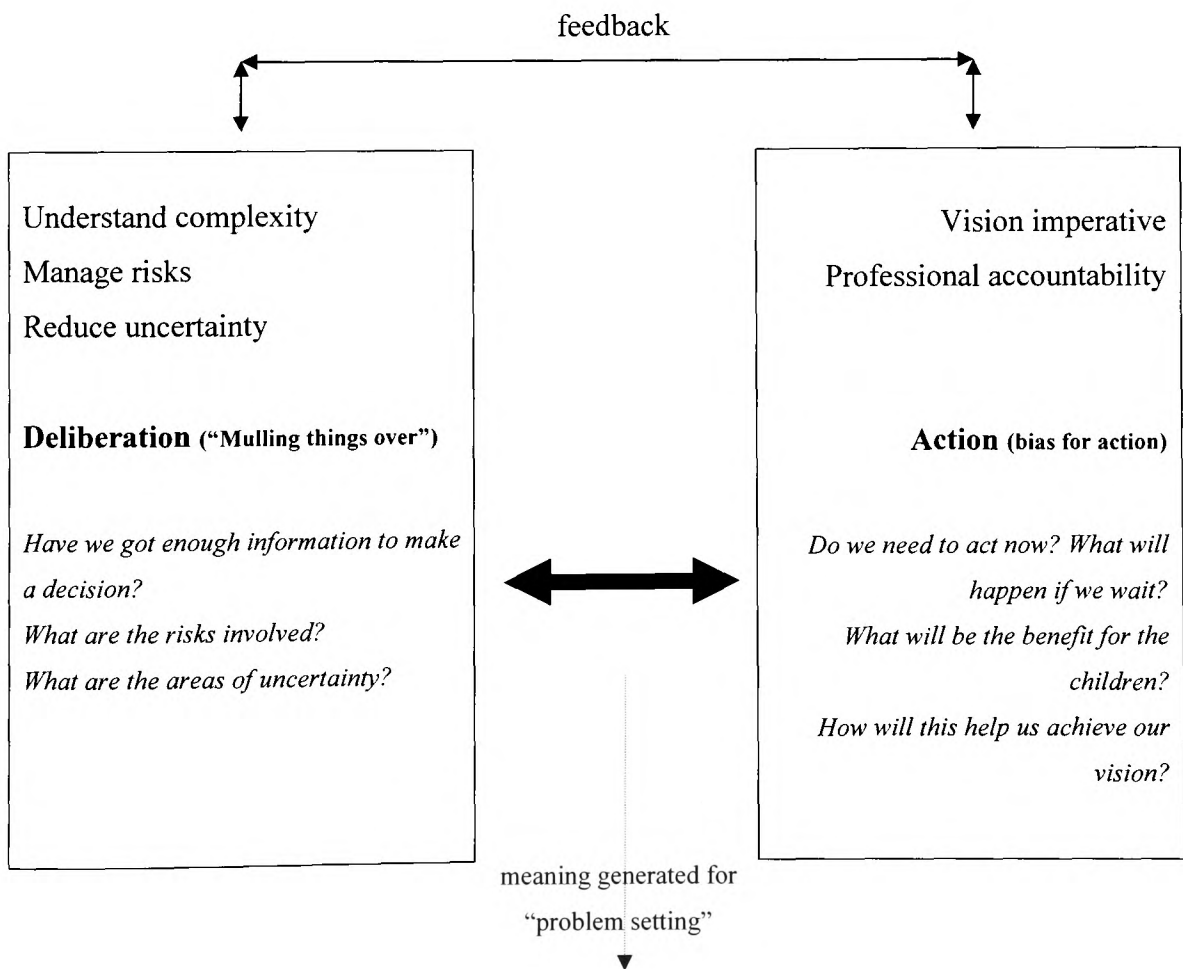 feedback
Understand complexity
Manage risks
Reduce uncertainty
Deliberation (“Mulling things over”)
Have we got enough information to make
a decision?
What are the risks involved?
What are the areas of uncertainty?
Vision imperative
Professional accountability
Action (bias for action)
Do we need to act now? What will
happen if we wait?
What will be the benefit for the
children?
How will this help us achieve our
vision?
meaning generated for
“problem setting”